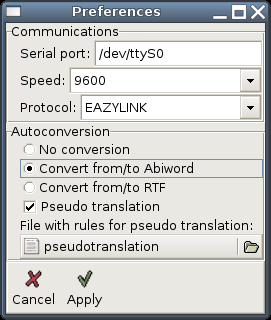 Preferences
Communications
Serial port: /dev/ttyS0
Speed: 9600
Protocol: EAZYLINK
Autoconversion
No conversion
Convert from/to Abiword
Convert from/to RTF
Pseudo translation
File with rules for pseudo translation:
pseudotranslation
Cancel Apply